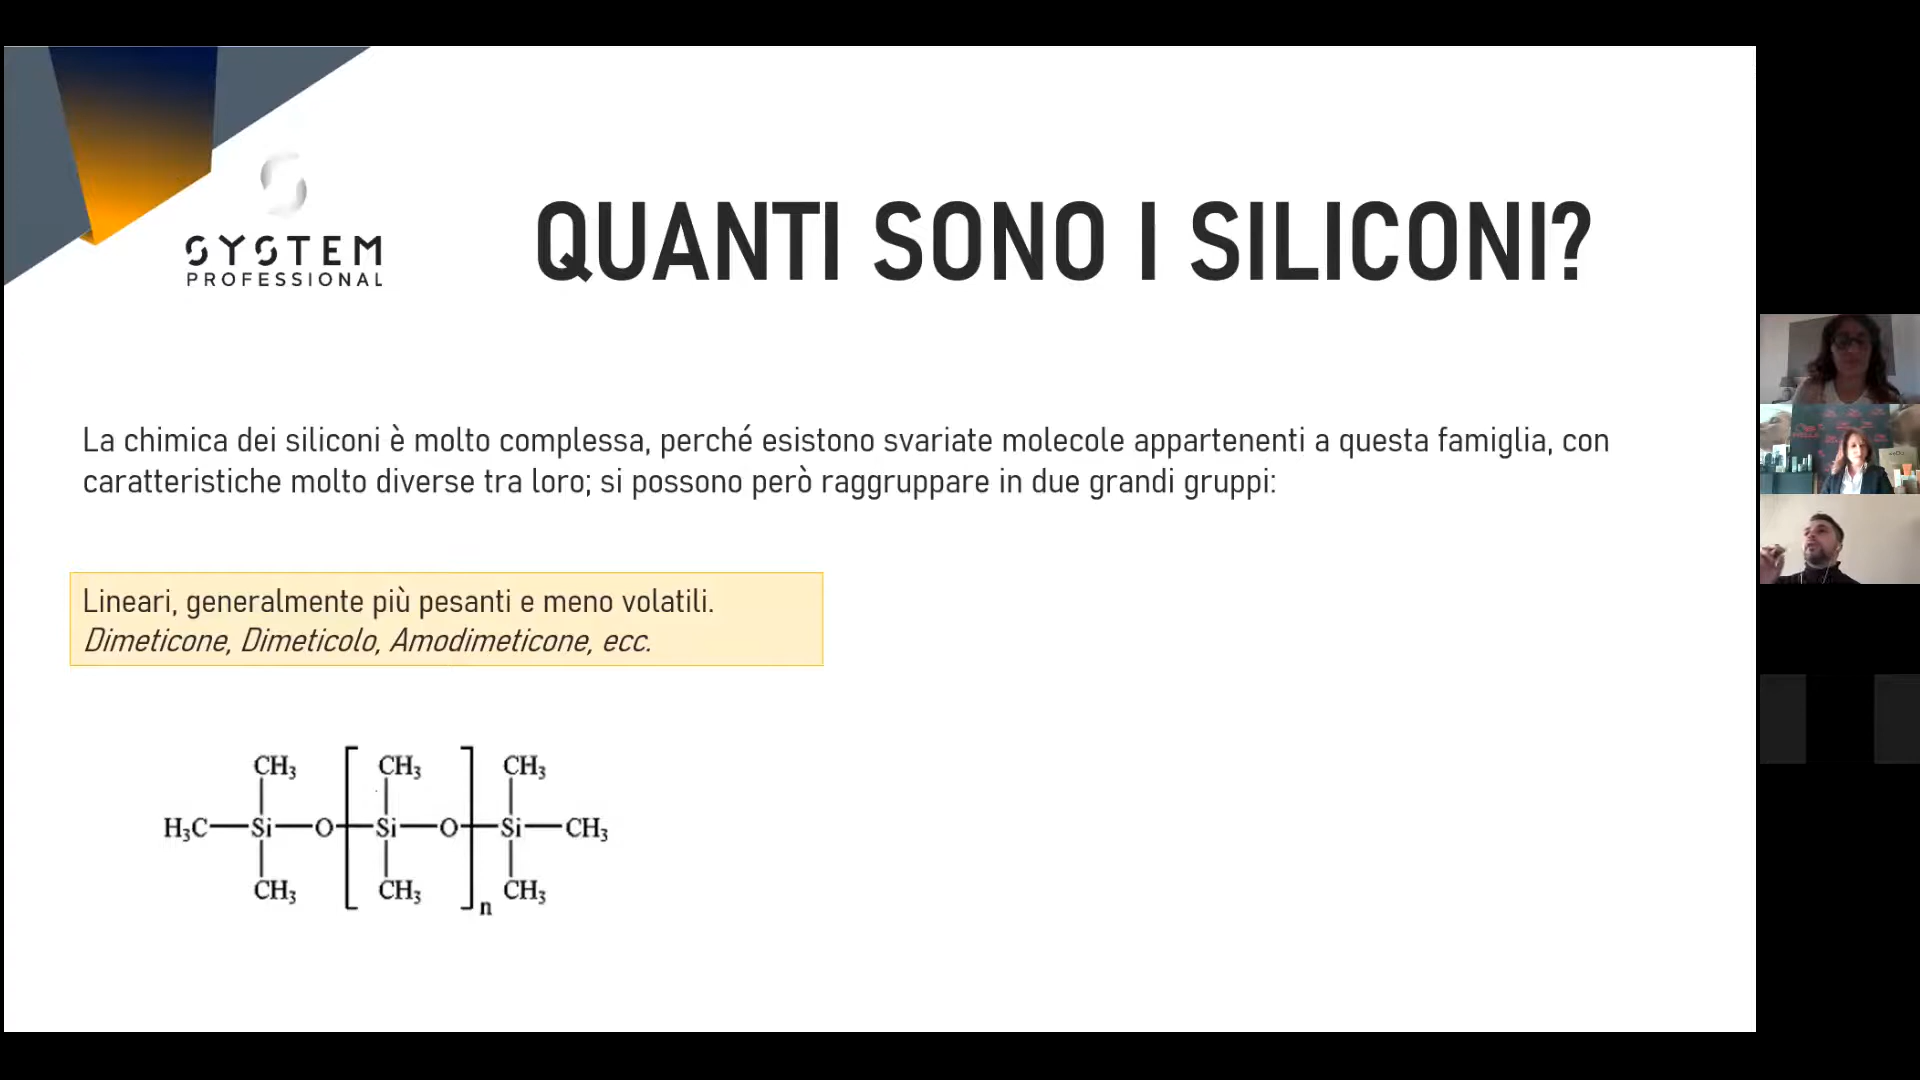 SYSTEM
PROFESSIONAL
QUANTI SONO I SILICONI?
La chimica dei siliconi è molto complessa, perché esistono svariate molecole appartenenti a questa famiglia, con
caratteristiche molto diverse tra loro; si possono però raggruppare in due grandi gruppi:
Lineari, generalmente più pesanti e meno volatili.
Dimeticone, Dimeticolo, Amodimeticone, ecc.
CH₃ CH₃ CH₃
H₃C Si O Si O Si CH₃
CH₃ CH₃ CH₃
n